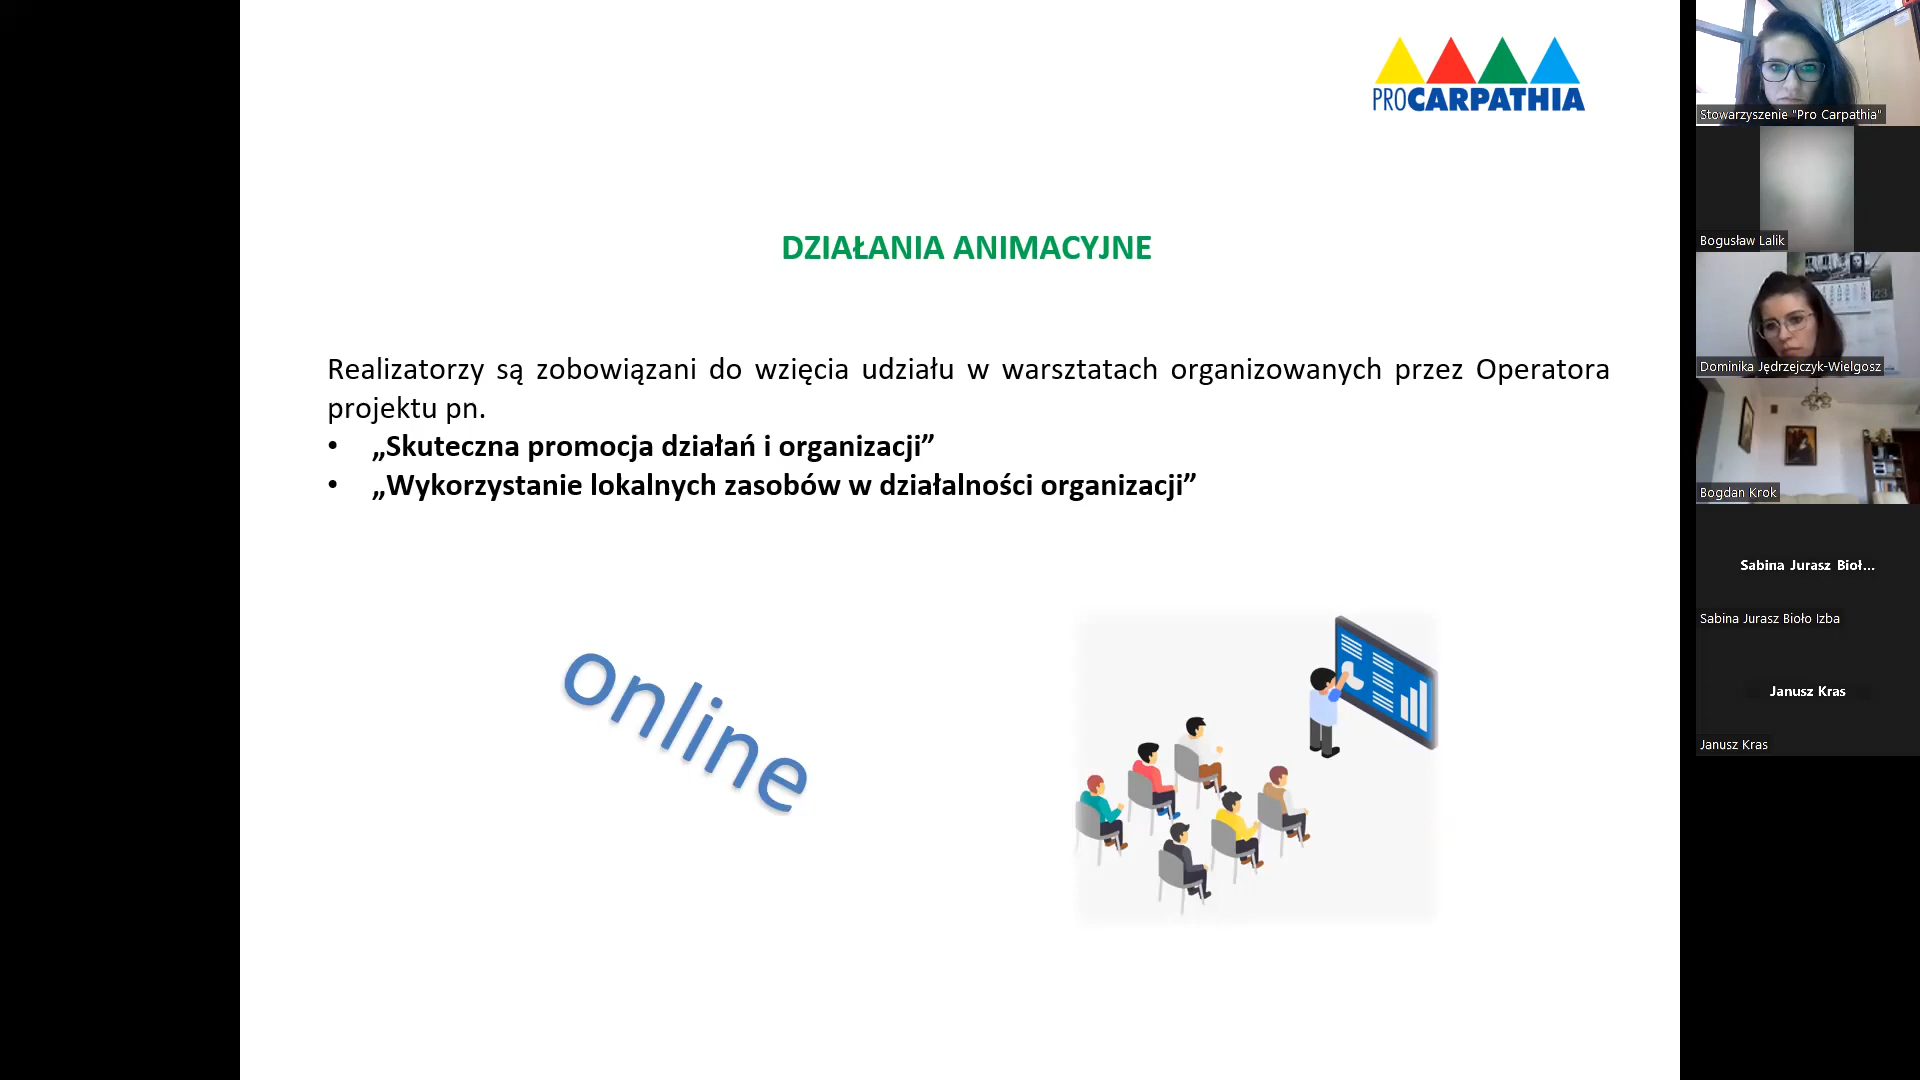 PROCARPATHIA
DZIAŁANIA ANIMACYJNE
Realizatorzy są zobowiązani do wzięcia udziału w warsztatach organizowanych przez Operatora
projektu pn.
• „Skuteczna promocja działań i organizacji”
• „Wykorzystanie lokalnych zasobów w działalności organizacji”
online
Stowarzyszenie "Pro Carpathia"
Bogusław Lalik
Dominika Jędrzejczyk-Wielgosz
Bogdan Krok
Sabina Jurasz Bioł...
Sabina Jurasz Bioło Izba
Janusz Kras
Janusz Kras